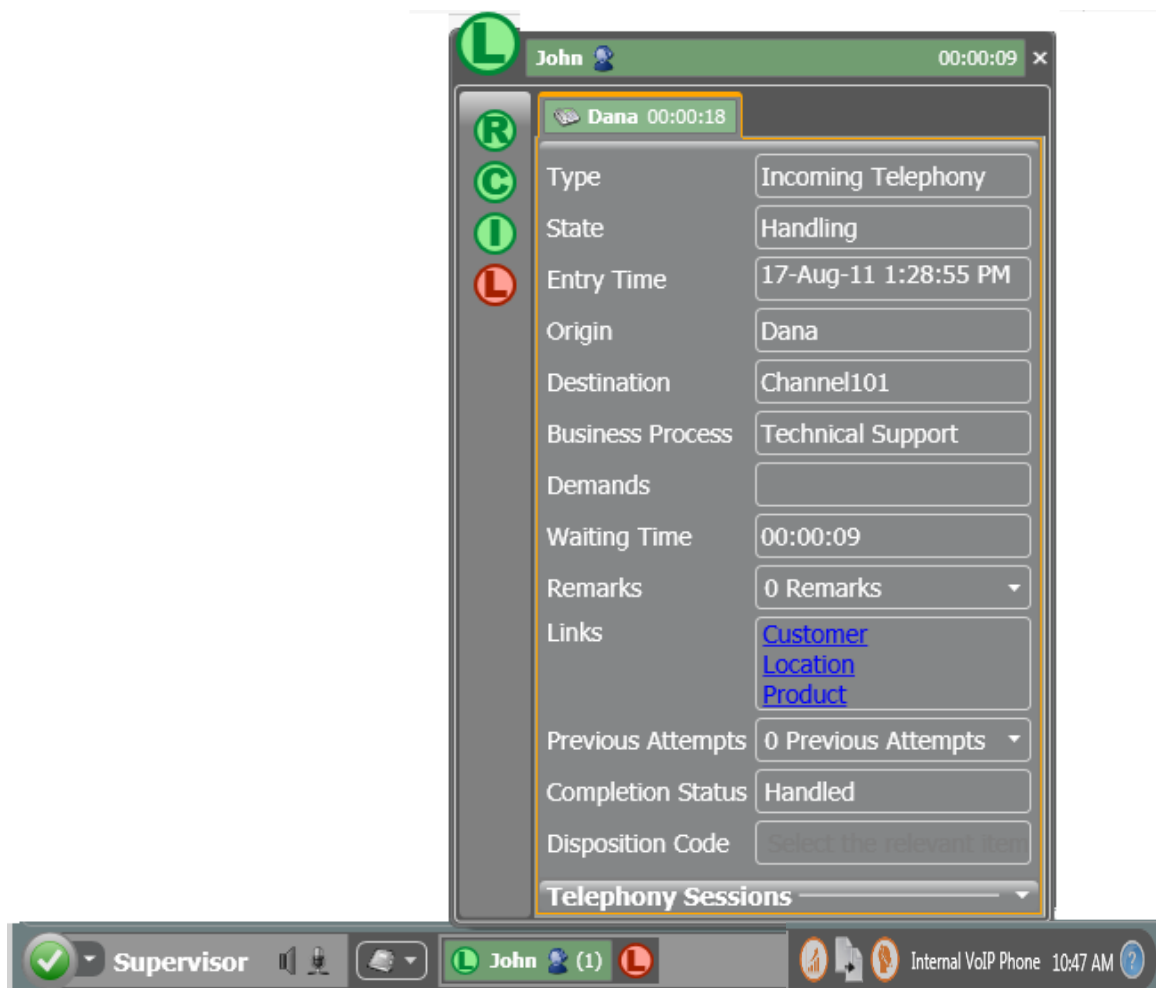 L
John 00:00:09
R
C
I
L
Dana 00:00:18
Type Incoming Telephony
State Handling
Entry Time 17-Aug-11 1:28:55 PM
Origin Dana
Destination Channel101
Business Process Technical Support
Demands
Waiting Time 00:00:09
Remarks 0 Remarks
Links Customer
Location
Product
Previous Attempts 0 Previous Attempts
Completion Status Handled
Disposition Code Select the relevant item
Telephony Sessions
Supervisor L John (1) L Internal VoIP Phone 10:47 AM ?